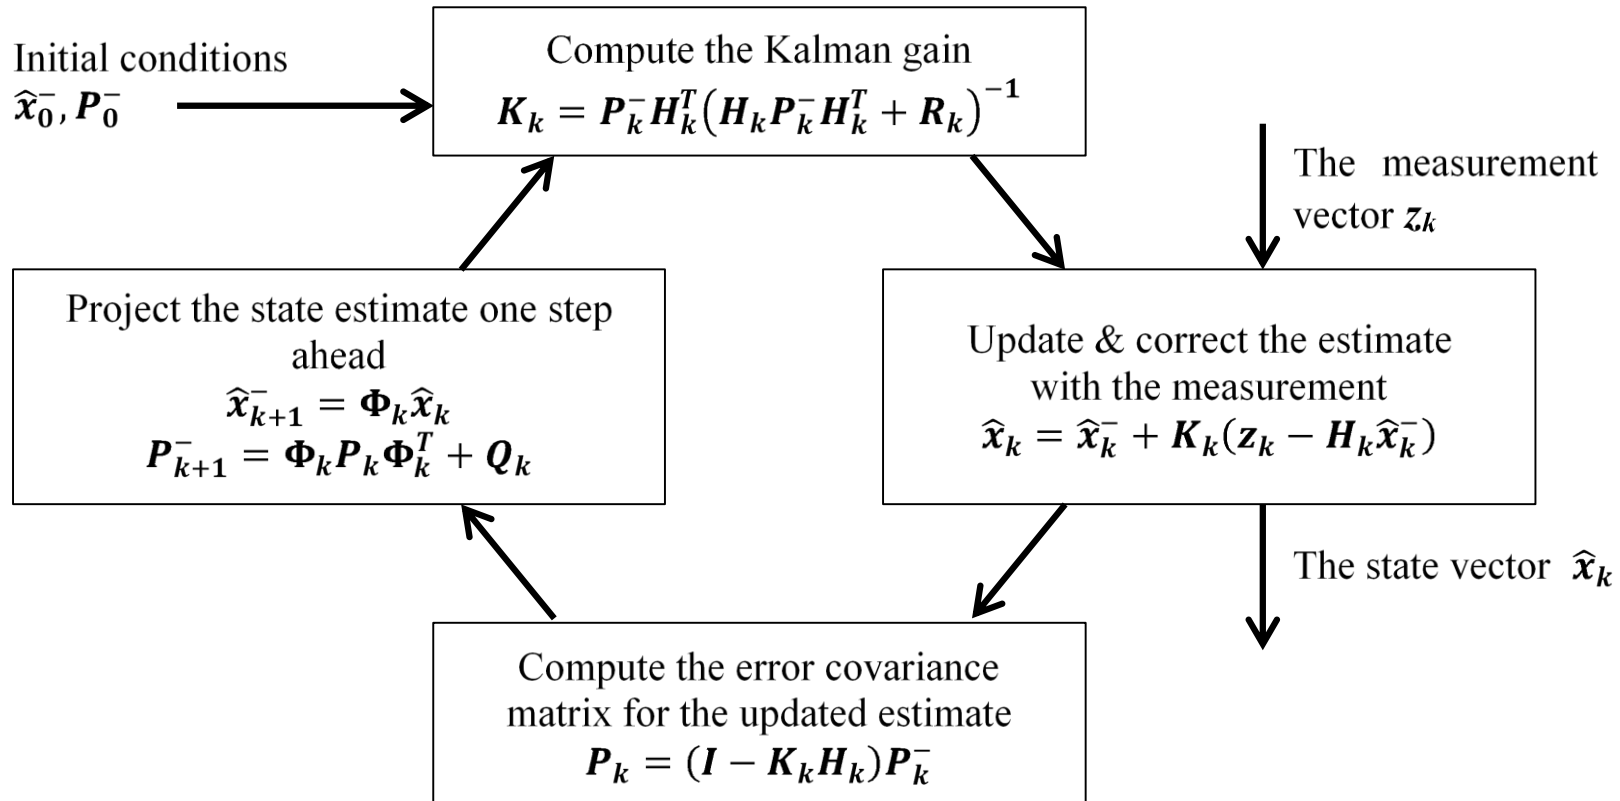 Initial conditions
x̂₀⁻, P₀⁻
Compute the Kalman gain
Kₖ = Pₖ⁻Hₖᵀ(HₖPₖ⁻Hₖᵀ + Rₖ)⁻¹
The measurement
vector zₖ
Update & correct the estimate
with the measurement
x̂ₖ = x̂ₖ⁻ + Kₖ(zₖ − Hₖx̂ₖ⁻)
The state vector x̂ₖ
Compute the error covariance
matrix for the updated estimate
Pₖ = (I − KₖHₖ)Pₖ⁻
Project the state estimate one step
ahead
x̂ₖ₊₁⁻ = Φₖx̂ₖ
Pₖ₊₁⁻ = ΦₖPₖΦₖᵀ + Qₖ